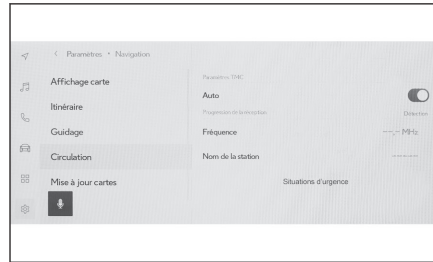 < Paramètres • Navigation
Affichage carte
Itinéraire
Guidage
Circulation
Mise à jour cartes
Paramètres TMC
Auto
Progression de la réception
Détection
Fréquence
---.-- MHz
Nom de la station
--------
Situations d'urgence